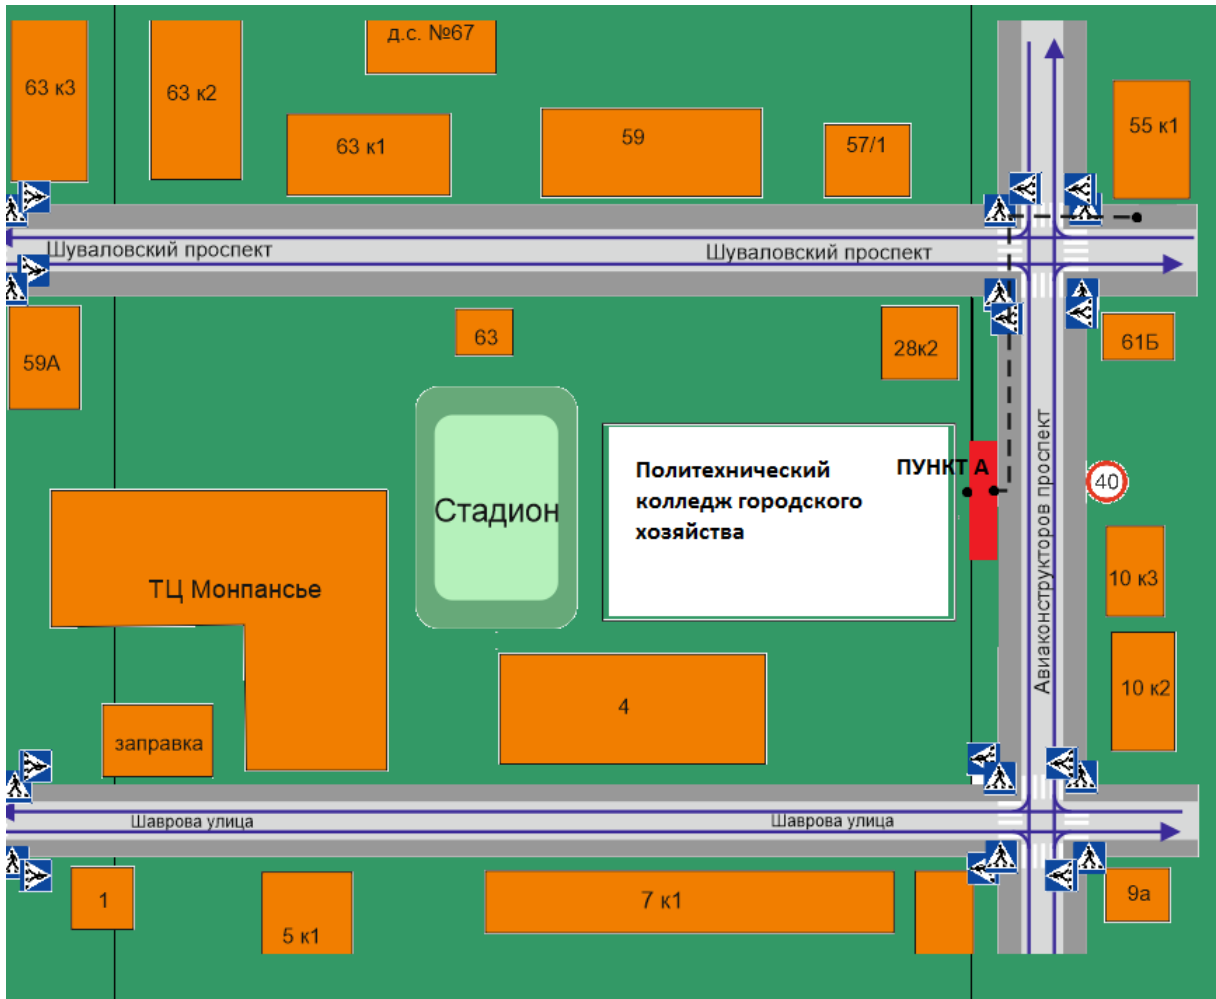 д.с. №67
63 к3
63 к2
63 к1
59
57/1
55 к1
Шуваловский проспект
Шуваловский проспект
59А
63
28к2
61Б
Политехнический
колледж городского
хозяйства
ПУНКТ А
40
Авиаконструкторов проспект
Стадион
ТЦ Монпансье
10 к3
10 к2
4
заправка
Шаврова улица
Шаврова улица
1
5 к1
7 к1
9а